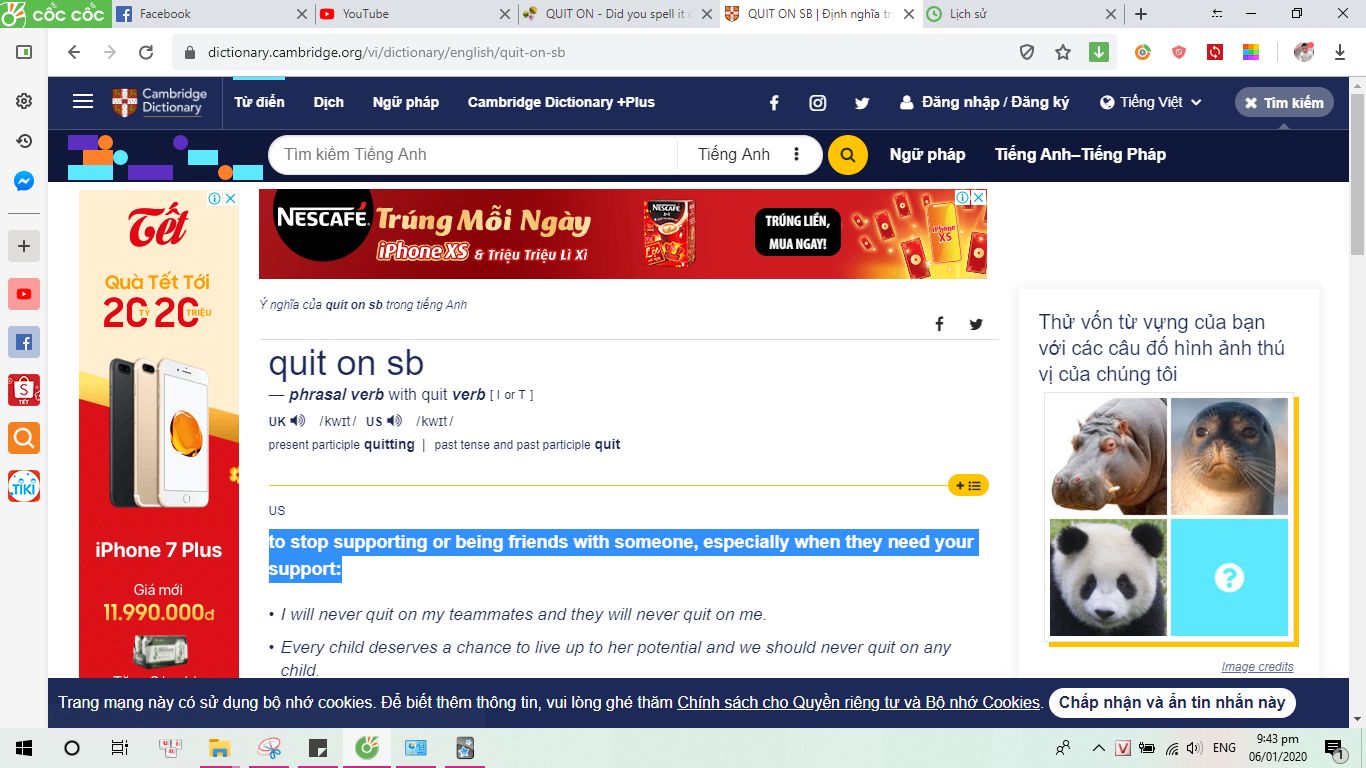 cốc cốc
Facebook
YouTube
QUIT ON - Did you spell it c
QUIT ON SB | Định nghĩa tr
Lịch sử
dictionary.cambridge.org/vi/dictionary/english/quit-on-sb
Cambridge
Dictionary
Từ điển
Dịch
Ngữ pháp
Cambridge Dictionary +Plus
Đăng nhập / Đăng ký
Tiếng Việt
Tìm kiếm
Tìm kiếm Tiếng Anh
Tiếng Anh
Ngữ pháp
Tiếng Anh–Tiếng Pháp
Tết
Quà Tết Tới
20 TỶ 20 TRIỆU
iPhone 7 Plus
Giá mới
11.990.000đ
NESCAFÉ
Trúng Mỗi Ngày
iPhone XS & Triệu Triệu Lì Xì
TRÚNG LIỀN,
MUA NGAY!
iPhone
XS
Ý nghĩa của quit on sb trong tiếng Anh
quit on sb
— phrasal verb with quit verb [ I or T ]
UK /kwɪt/ US /kwɪt/
present participle quitting | past tense and past participle quit
US
to stop supporting or being friends with someone, especially when they need your
support:
• I will never quit on my teammates and they will never quit on me.
• Every child deserves a chance to live up to her potential and we should never quit on any
child.
Thử vốn từ vựng của bạn
với các câu đố hình ảnh thú
vị của chúng tôi
?
Image credits
TẾT
TIKI
Trang mạng này có sử dụng bộ nhớ cookies. Để biết thêm thông tin, vui lòng ghé thăm Chính sách cho Quyền riêng tư và Bộ nhớ Cookies.
Chấp nhận và ẩn tin nhắn này
ENG
9:43 pm
06/01/2020
1